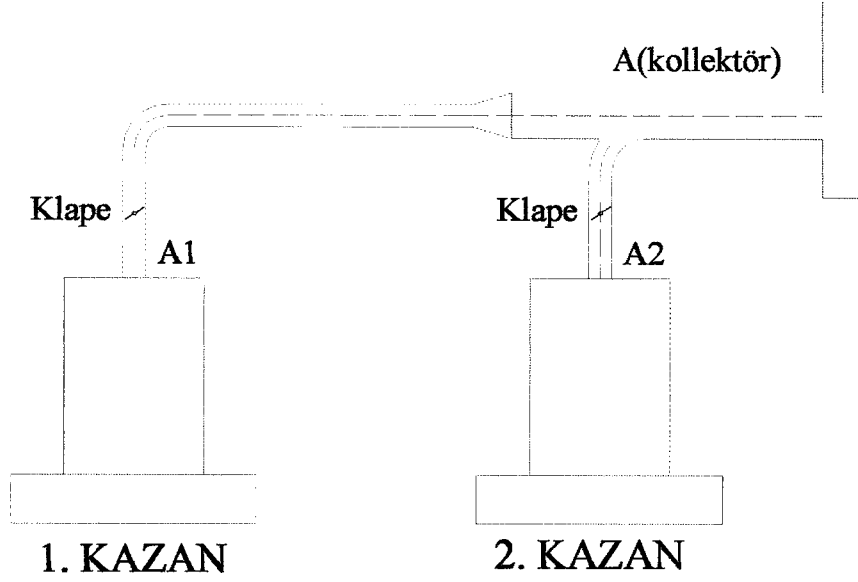 A(kollektör)
Klape
Klape
A1
A2
1. KAZAN
2. KAZAN